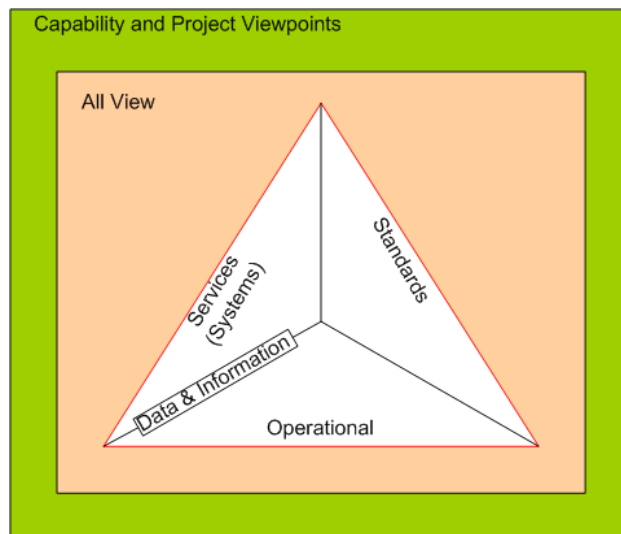 Capability and Project Viewpoints
All View
Services
(Systems)
Standards
Data & Information
Operational